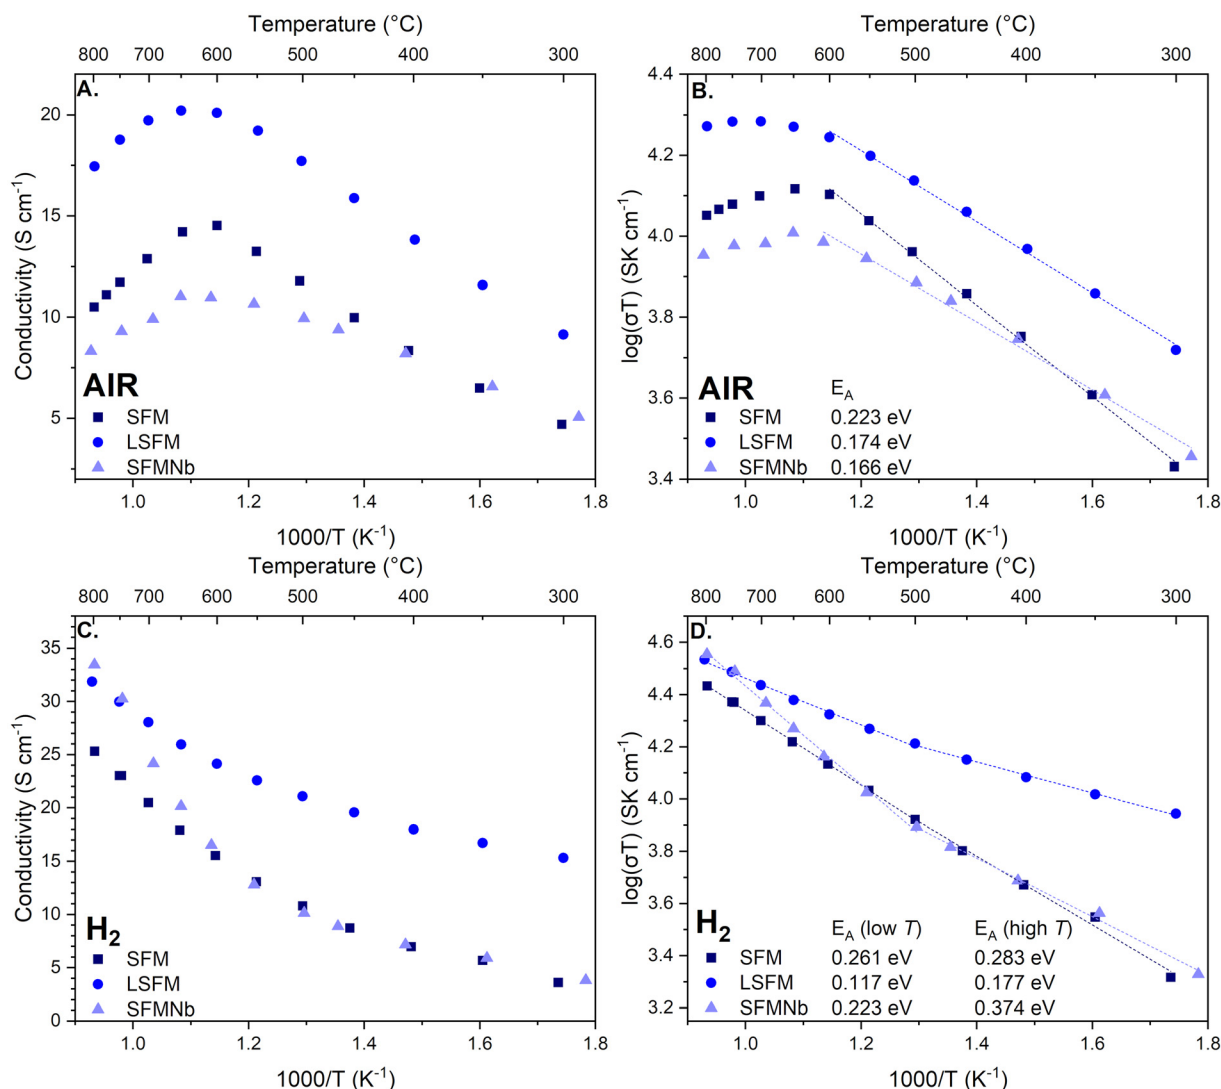 Temperature (°C)
800 700 600 500 400 300
A.
20
15
10
5
Conductivity (S cm-1)
AIR
SFM
LSFM
SFMNb
1.0 1.2 1.4 1.6 1.8
1000/T (K-1)
Temperature (°C)
800 700 600 500 400 300
B.
4.4
4.2
4.0
3.8
3.6
3.4
log(σT) (SK cm-1)
AIR EA
SFM 0.223 eV
LSFM 0.174 eV
SFMNb 0.166 eV
1.0 1.2 1.4 1.6 1.8
1000/T (K-1)
Temperature (°C)
800 700 600 500 400 300
C.
35
30
25
20
15
10
5
0
Conductivity (S cm-1)
H2
SFM
LSFM
SFMNb
1.0 1.2 1.4 1.6 1.8
1000/T (K-1)
Temperature (°C)
800 700 600 500 400 300
D.
4.6
4.4
4.2
4.0
3.8
3.6
3.4
3.2
log(σT) (SK cm-1)
H2 EA (low T) EA (high T)
SFM 0.261 eV 0.283 eV
LSFM 0.117 eV 0.177 eV
SFMNb 0.223 eV 0.374 eV
1.0 1.2 1.4 1.6 1.8
1000/T (K-1)